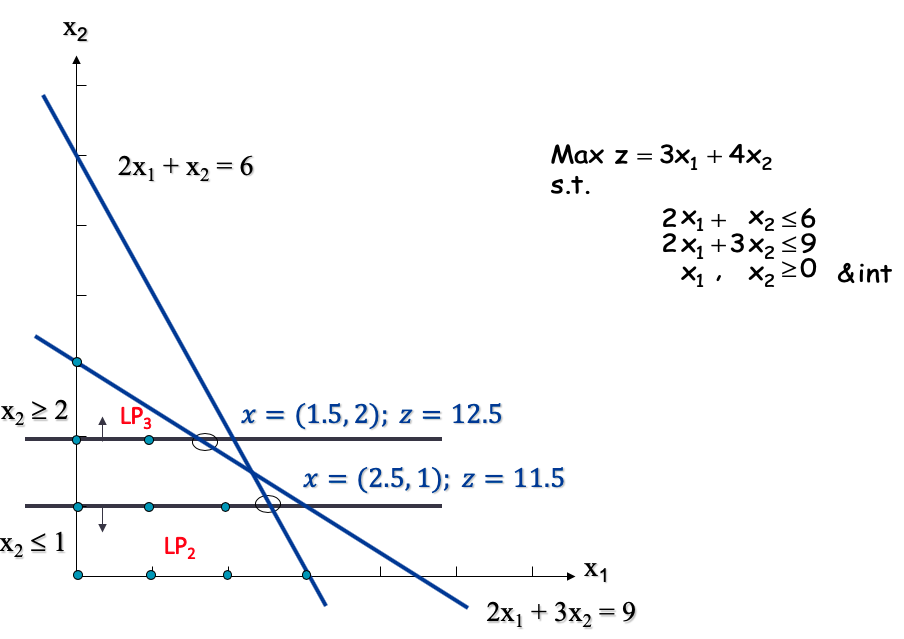 x₂
2x₁ + x₂ = 6
Max z = 3x₁ + 4x₂
s.t.
2x₁ + x₂ ≤ 6
2x₁ + 3x₂ ≤ 9
x₁ , x₂ ≥ 0 & int
x₂ ≥ 2
LP₃
x = (1.5, 2); z = 12.5
x = (2.5, 1); z = 11.5
x₂ ≤ 1
LP₂
x₁
2x₁ + 3x₂ = 9